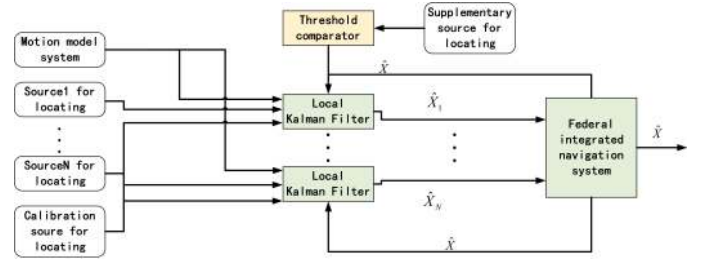 Threshold
comparator
Supplementary
source for
locating
Motion model
system
X̂
Source1 for
locating
Local
Kalman Filter
X̂₁
Federal
integrated
navigation
system
X̂
SourceN for
locating
Local
Kalman Filter
X̂_N
Calibration
soure for
locating
X̂